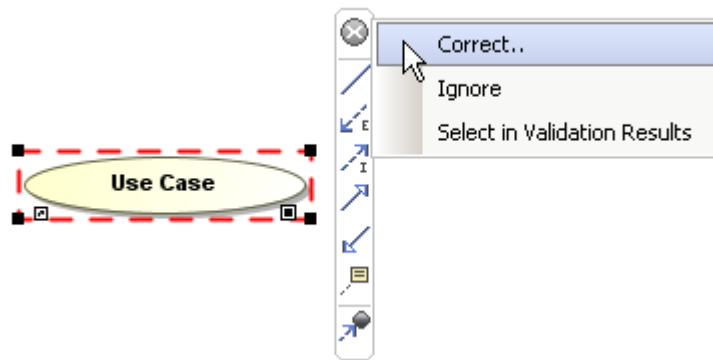 Correct..
Ignore
Select in Validation Results
Use Case
E
I